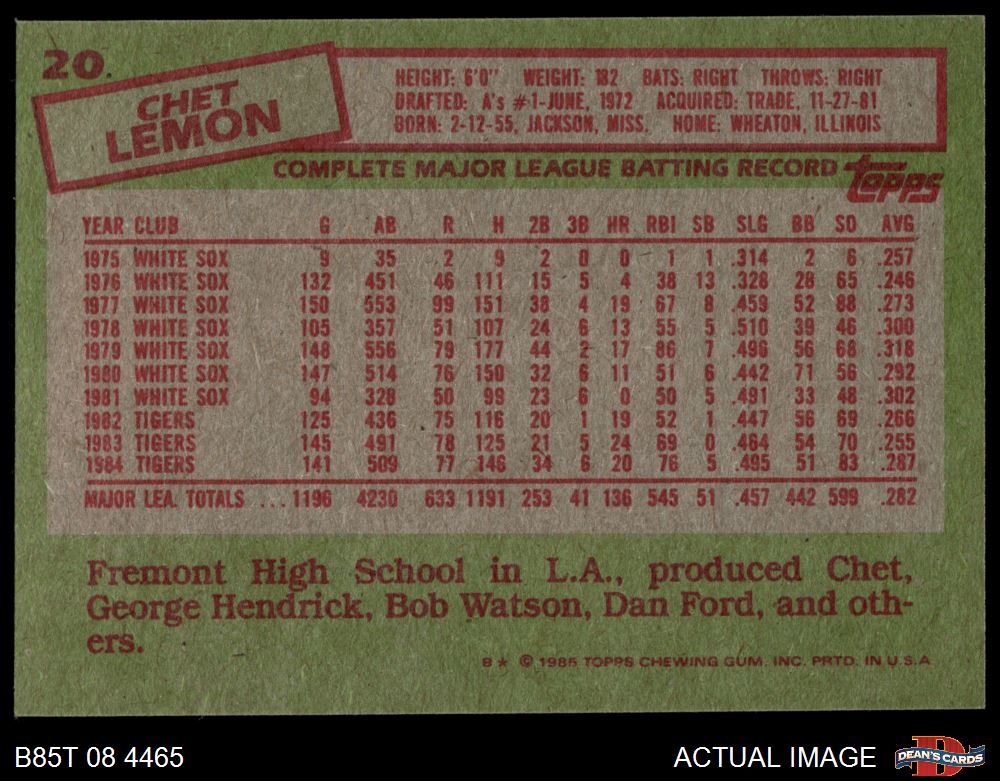 20.
CHET
LEMON
HEIGHT: 6'0" WEIGHT: 182 BATS: RIGHT THROWS: RIGHT
DRAFTED: A's #1-JUNE, 1972 ACQUIRED: TRADE, 11-27-81
BORN: 2-12-55, JACKSON, MISS. HOME: WHEATON, ILLINOIS
COMPLETE MAJOR LEAGUE BATTING RECORD topps
YEAR CLUB G AB R H 2B 3B HR RBI SB SLG BB SO AVG
1975 WHITE SOX 9 35 2 9 2 0 0 1 1 .314 2 6 .257
1976 WHITE SOX 132 451 46 111 15 5 4 38 13 .328 28 65 .246
1977 WHITE SOX 150 553 99 151 38 4 19 67 8 .459 52 88 .273
1978 WHITE SOX 105 357 51 107 24 6 13 55 5 .510 39 46 .300
1979 WHITE SOX 148 556 79 177 44 2 17 86 7 .496 56 68 .318
1980 WHITE SOX 147 514 76 150 32 6 11 51 6 .442 71 56 .292
1981 WHITE SOX 94 328 50 99 23 6 0 50 5 .491 33 48 .302
1982 TIGERS 125 436 75 116 20 1 19 52 1 .447 56 69 .266
1983 TIGERS 145 491 78 125 21 5 24 69 0 .464 54 70 .255
1984 TIGERS 141 509 77 146 34 6 20 76 5 .495 51 83 .287
MAJOR LEA. TOTALS ... 1196 4230 633 1191 253 41 136 545 51 .457 442 599 .282
Fremont High School in L.A., produced Chet,
George Hendrick, Bob Watson, Dan Ford, and oth-
ers.
B★ © 1985 TOPPS CHEWING GUM. INC. PRTD. IN U.S.A.
B85T 08 4465 ACTUAL IMAGE DEAN'S CARDS